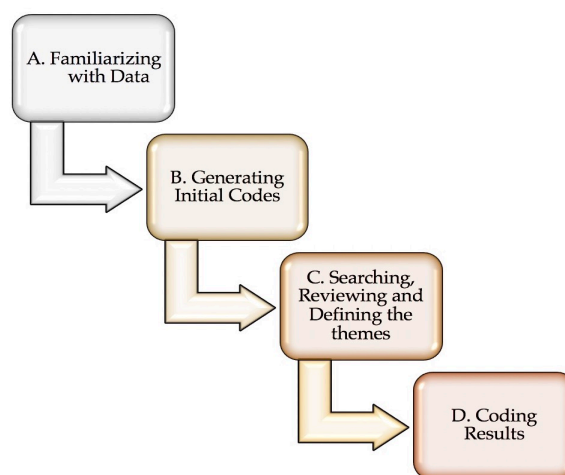 A. Familiarizing
with Data
B. Generating
Initial Codes
C. Searching,
Reviewing and
Defining the
themes
D. Coding
Results